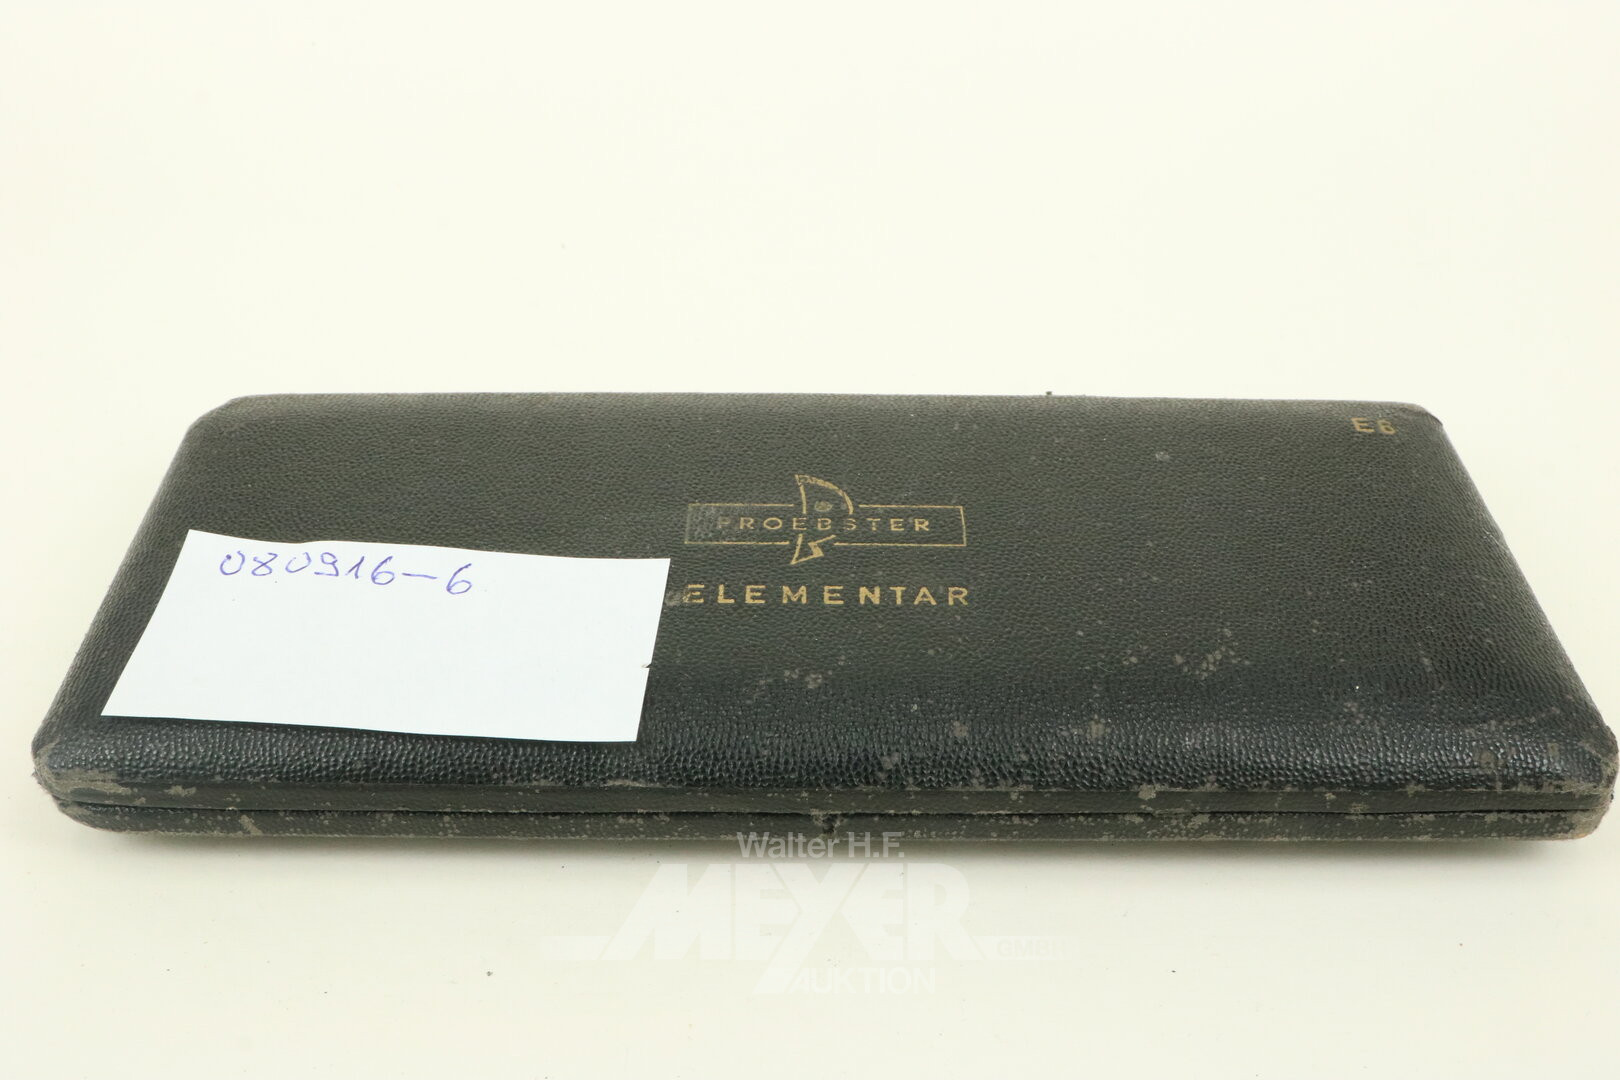 E6
PROEBSTER
ELEMENTAR
080916-6
Walter H.F.
MEYER
GMBH
AUKTION